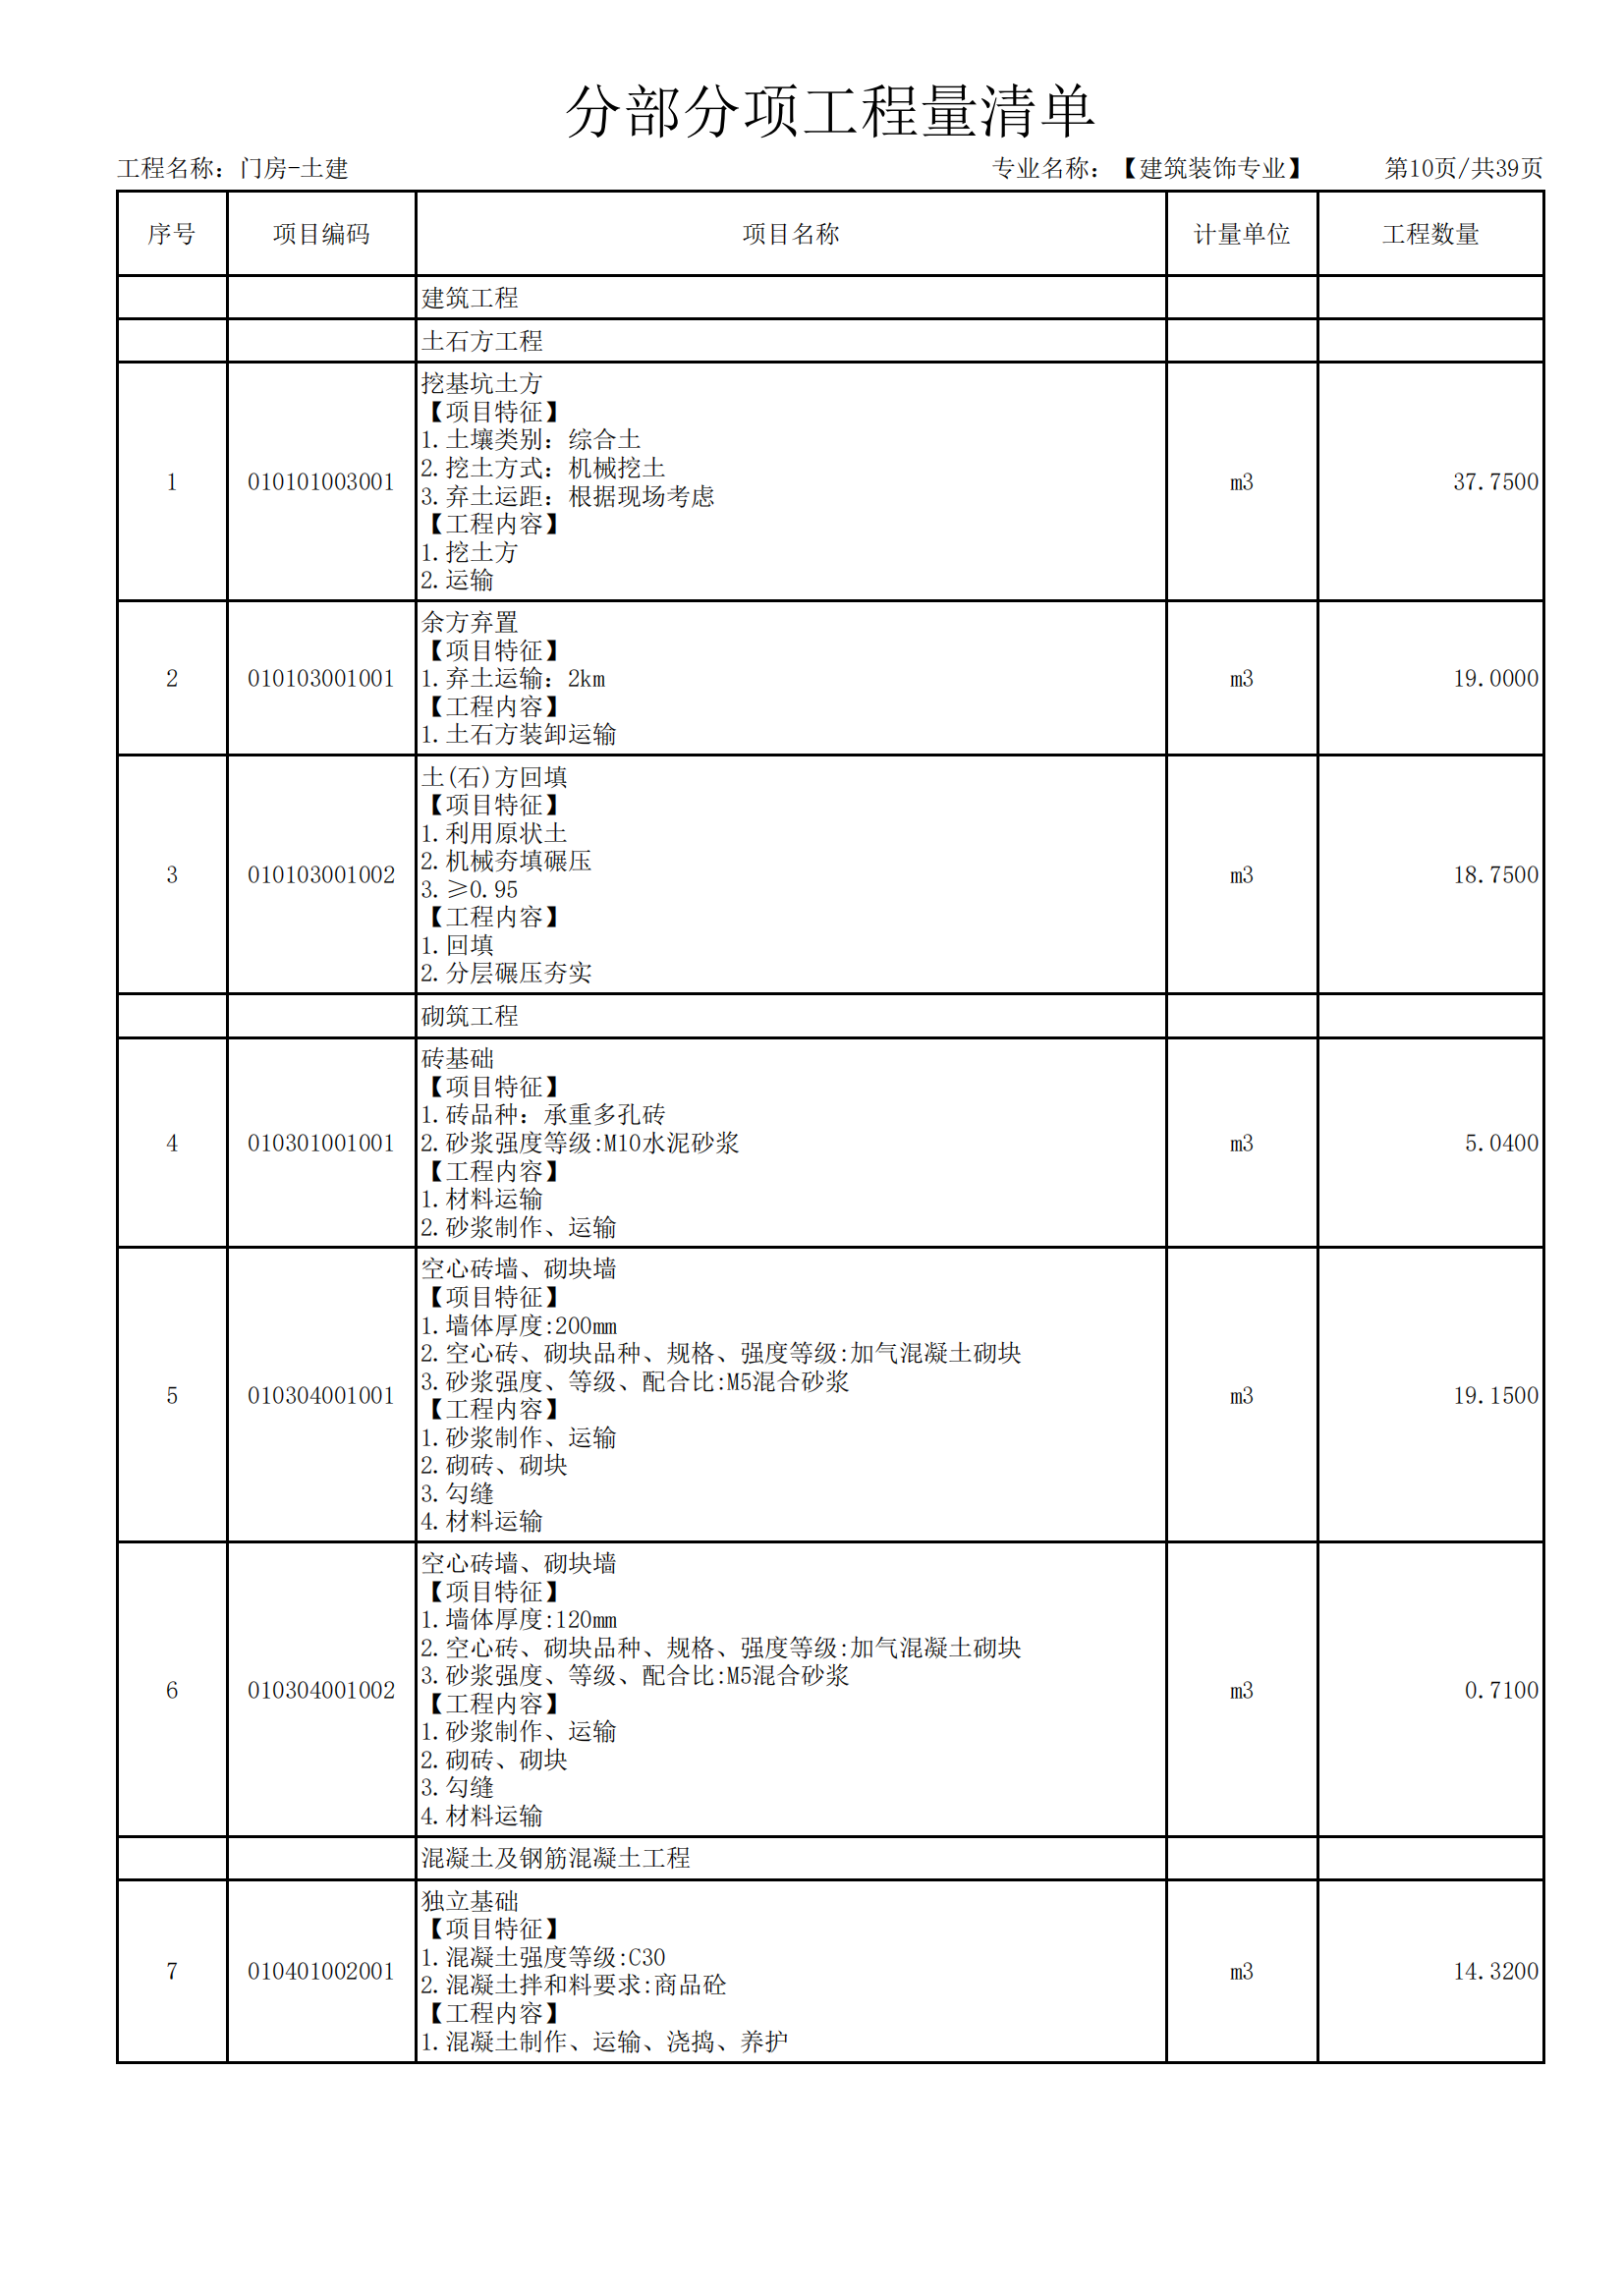 分部分项工程量清单
工程名称：门房-土建 专业名称：【建筑装饰专业】 第10页/共39页
序号 项目编码 项目名称 计量单位 工程数量
建筑工程
土石方工程
挖基坑土方
【项目特征】
1.土壤类别：综合土
2.挖土方式：机械挖土
1 010101003001 m3 37.7500
3.弃土运距：根据现场考虑
【工程内容】
1.挖土方
2.运输
余方弃置
【项目特征】
2 010103001001 1.弃土运输：2km m3 19.0000
【工程内容】
1.土石方装卸运输
土(石)方回填
【项目特征】
1.利用原状土
2.机械夯填碾压
3 010103001002 m3 18.7500
3.≥0.95
【工程内容】
1.回填
2.分层碾压夯实
砌筑工程
砖基础
【项目特征】
1.砖品种：承重多孔砖
4 010301001001 2.砂浆强度等级:M10水泥砂浆 m3 5.0400
【工程内容】
1.材料运输
2.砂浆制作、运输
空心砖墙、砌块墙
【项目特征】
1.墙体厚度:200mm
2.空心砖、砌块品种、规格、强度等级:加气混凝土砌块
3.砂浆强度、等级、配合比:M5混合砂浆
5 010304001001 m3 19.1500
【工程内容】
1.砂浆制作、运输
2.砌砖、砌块
3.勾缝
4.材料运输
空心砖墙、砌块墙
【项目特征】
1.墙体厚度:120mm
2.空心砖、砌块品种、规格、强度等级:加气混凝土砌块
3.砂浆强度、等级、配合比:M5混合砂浆
6 010304001002 m3 0.7100
【工程内容】
1.砂浆制作、运输
2.砌砖、砌块
3.勾缝
4.材料运输
混凝土及钢筋混凝土工程
独立基础
【项目特征】
1.混凝土强度等级:C30
7 010401002001 m3 14.3200
2.混凝土拌和料要求:商品砼
【工程内容】
1.混凝土制作、运输、浇捣、养护